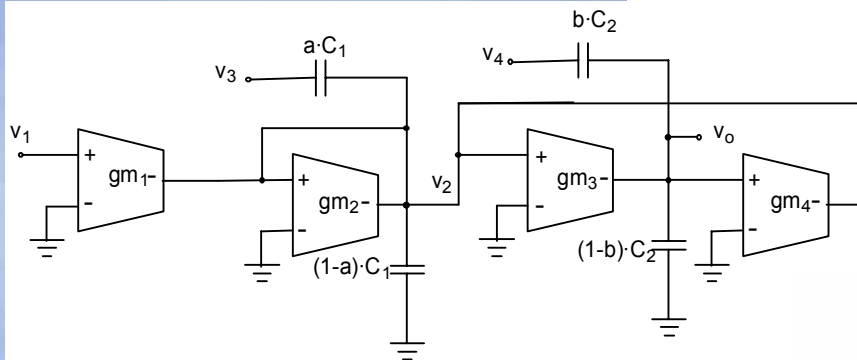 b·C₂
a·C₁
v₃
v₄
v₁
vₒ
+
gm₁-
-
+
gm₂-
-
v₂
+
gm₃-
-
+
gm₄-
-
(1-a)·C₁
(1-b)·C₂